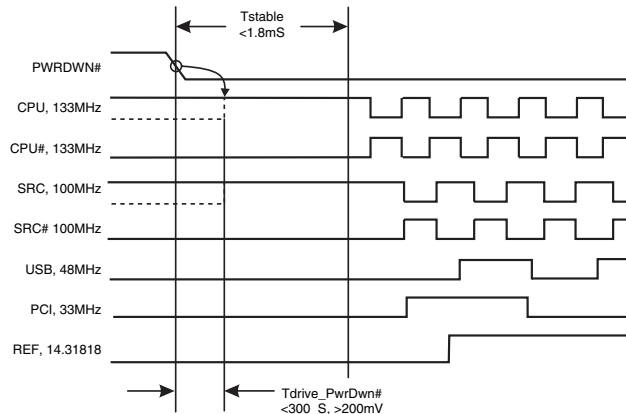 Tstable
<1.8mS
PWRDWN#
CPU, 133MHz
CPU#, 133MHz
SRC, 100MHz
SRC# 100MHz
USB, 48MHz
PCI, 33MHz
REF, 14.31818
Tdrive_PwrDwn#
<300 S, >200mV